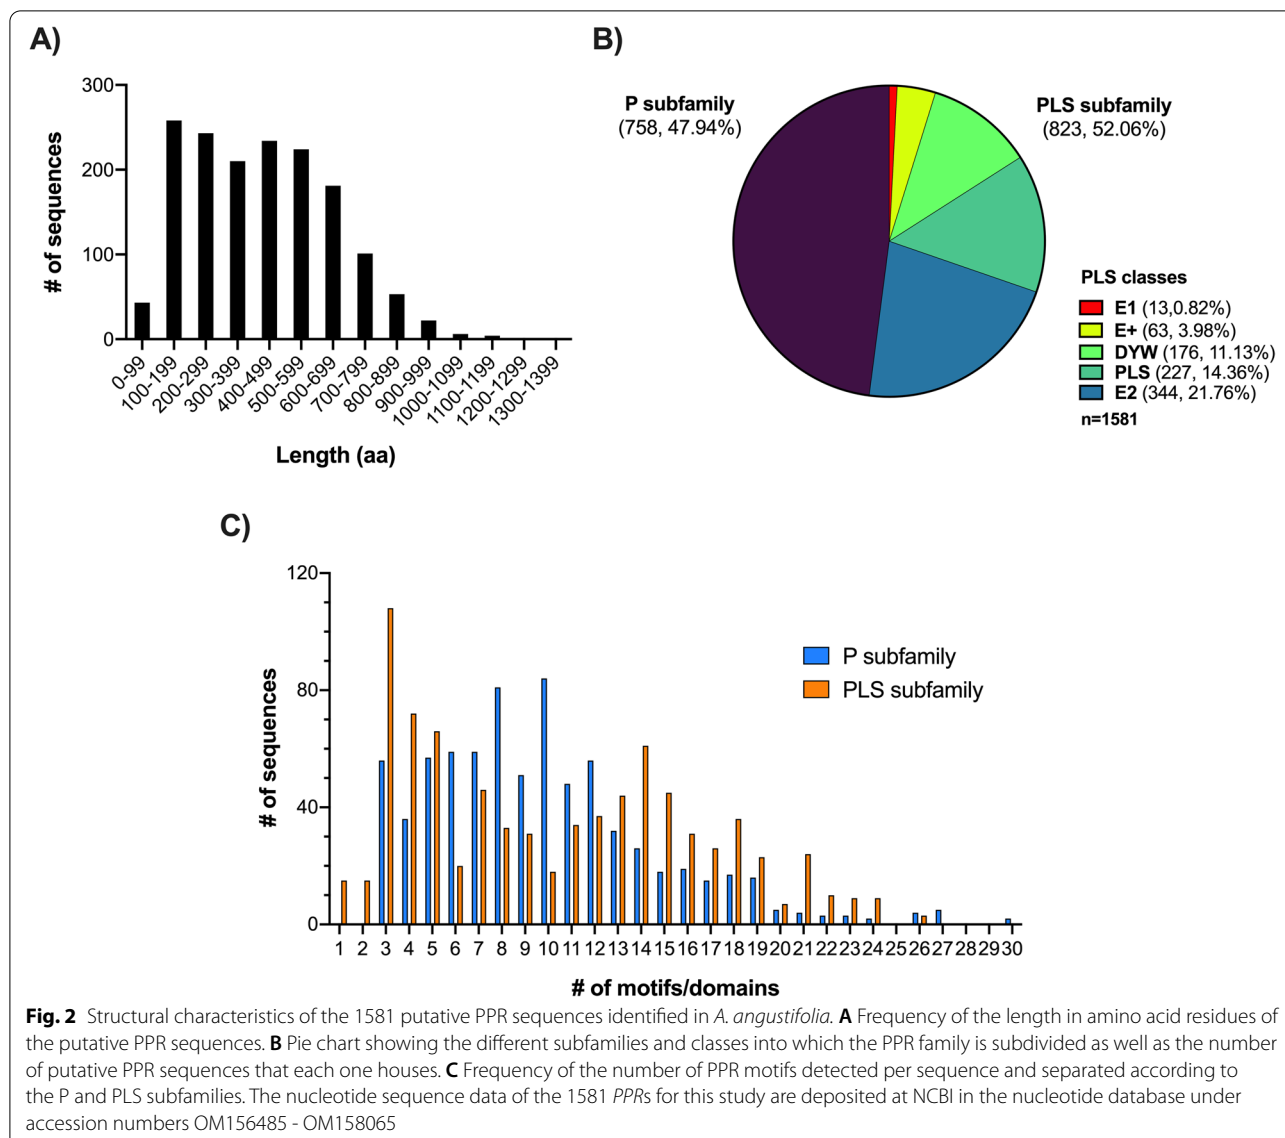 A)
300
200
100
0
# of sequences
0-99
100-199
200-299
300-399
400-499
500-599
600-699
700-799
800-899
900-999
1000-1099
1100-1199
1200-1299
1300-1399
Length (aa)
B)
P subfamily
(758, 47.94%)
PLS subfamily
(823, 52.06%)
PLS classes
E1 (13,0.82%)
E+ (63, 3.98%)
DYW (176, 11.13%)
PLS (227, 14.36%)
E2 (344, 21.76%)
n=1581
C)
120
80
40
0
# of sequences
P subfamily
PLS subfamily
1 2 3 4 5 6 7 8 9 10 11 12 13 14 15 16 17 18 19 20 21 22 23 24 25 26 27 28 29 30
# of motifs/domains
Fig. 2 Structural characteristics of the 1581 putative PPR sequences identified in A. angustifolia. A Frequency of the length in amino acid residues of
the putative PPR sequences. B Pie chart showing the different subfamilies and classes into which the PPR family is subdivided as well as the number
of putative PPR sequences that each one houses. C Frequency of the number of PPR motifs detected per sequence and separated according to
the P and PLS subfamilies. The nucleotide sequence data of the 1581 PPRs for this study are deposited at NCBI in the nucleotide database under
accession numbers OM156485 - OM158065